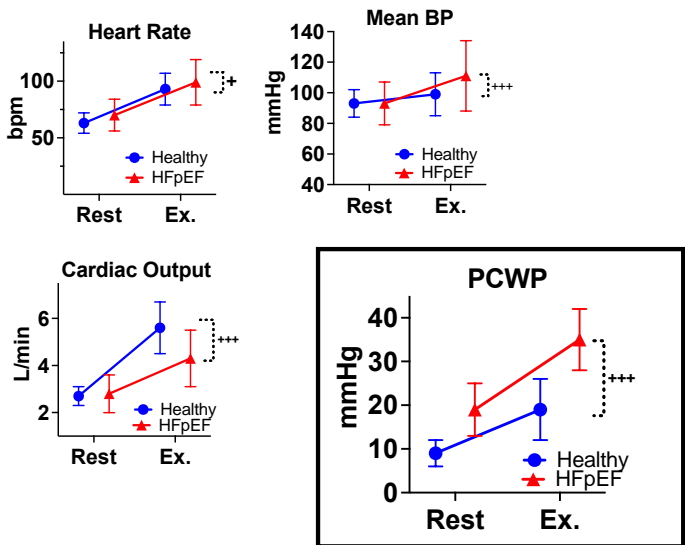 Heart Rate
bpm
100
50
+
Healthy
HFpEF
Rest Ex.
Mean BP
mmHg
140
120
100
80
60
40
+++
Healthy
HFpEF
Rest Ex.
Cardiac Output
L/min
6
4
2
+++
Healthy
HFpEF
Rest Ex.
PCWP
mmHg
40
30
20
10
0
+++
Healthy
HFpEF
Rest Ex.